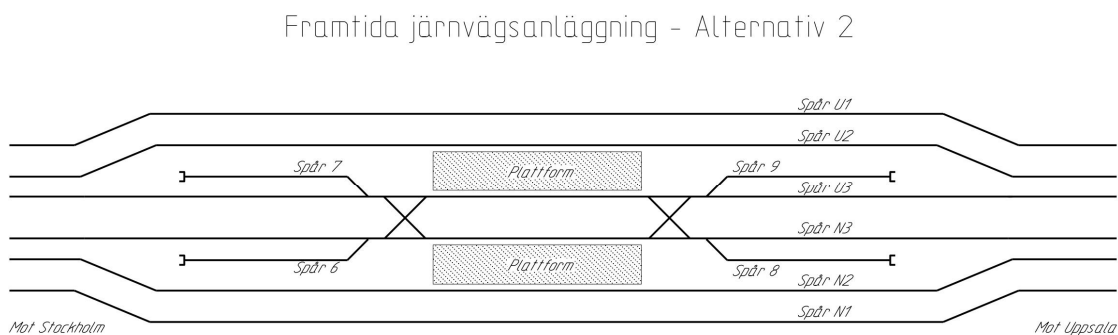 Framtida järnvägsanläggning - Alternativ 2
Spår U1
Spår U2
Spår 7
Plattform
Spår 9
Spår U3
Spår N3
Spår 6
Plattform
Spår 8
Spår N2
Spår N1
Mot Stockholm
Mot Uppsala